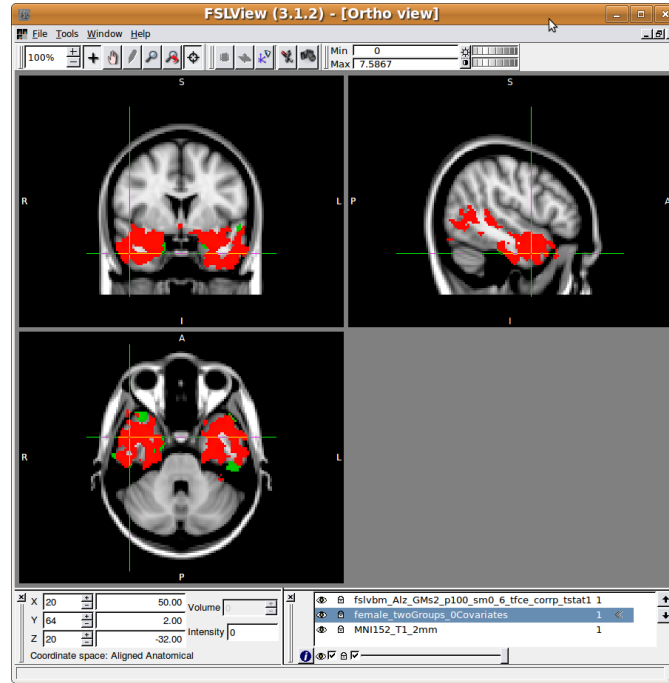 FSLView (3.1.2) - [Ortho view]
File Tools Window Help
100%
Min 0
Max 7.5867
S
R
L
I
S
P
A
I
A
R
L
P
X 20 50.00
Y 64 2.00
Z 20 -32.00
Volume 0
Intensity 0
Coordinate space: Aligned Anatomical
fslvbm_Alz_GMs2_p100_sm0_6_tfce_corrp_tstat1 1
female_twoGroups_0Covariates 1
MNI152_T1_2mm 1